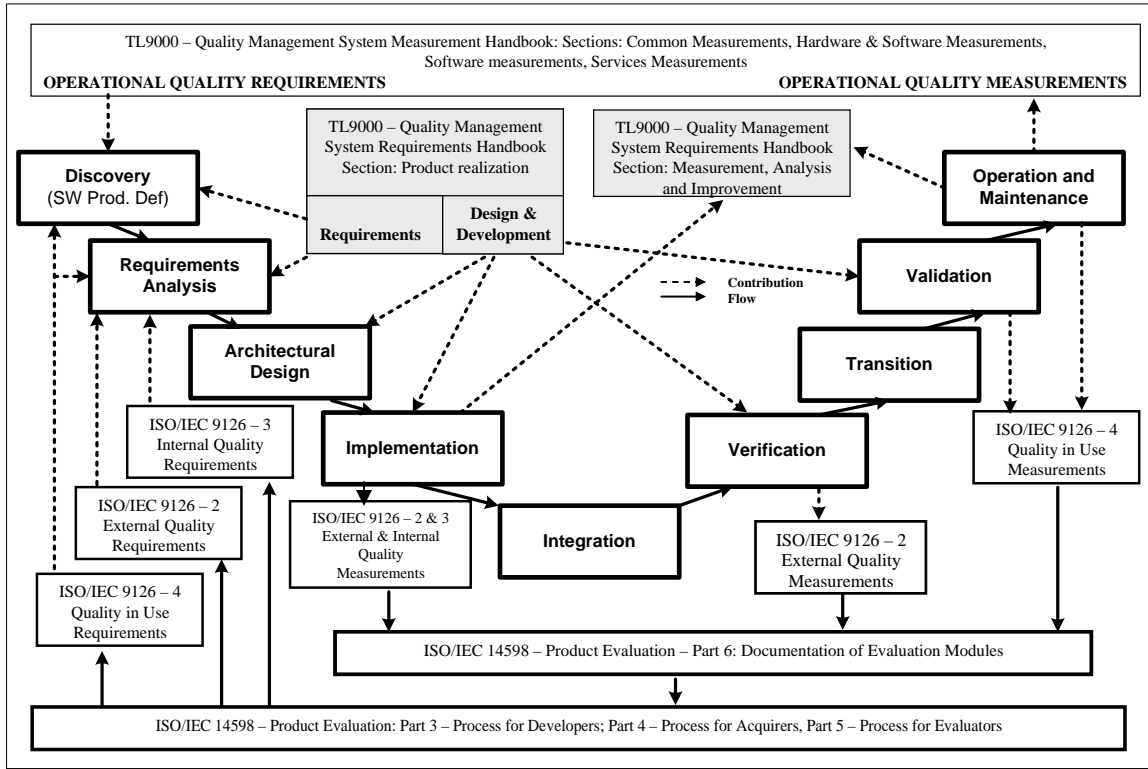 TL9000 – Quality Management System Measurement Handbook: Sections: Common Measurements, Hardware & Software Measurements,
Software measurements, Services Measurements
OPERATIONAL QUALITY REQUIREMENTS
OPERATIONAL QUALITY MEASUREMENTS
TL9000 – Quality Management
System Requirements Handbook
Section: Product realization
Requirements
Design &
Development
TL9000 – Quality Management
System Requirements Handbook
Section: Measurement, Analysis
and Improvement
Discovery
(SW Prod. Def)
Operation and
Maintenance
Requirements
Analysis
Contribution
Flow
Validation
Architectural
Design
Transition
ISO/IEC 9126 – 3
Internal Quality
Requirements
Implementation
Verification
ISO/IEC 9126 – 4
Quality in Use
Measurements
ISO/IEC 9126 – 2
External Quality
Requirements
ISO/IEC 9126 – 2 & 3
External & Internal
Quality
Measurements
Integration
ISO/IEC 9126 – 2
External Quality
Measurements
ISO/IEC 9126 – 4
Quality in Use
Requirements
ISO/IEC 14598 – Product Evaluation – Part 6: Documentation of Evaluation Modules
ISO/IEC 14598 – Product Evaluation: Part 3 – Process for Developers; Part 4 – Process for Acquirers, Part 5 – Process for Evaluators